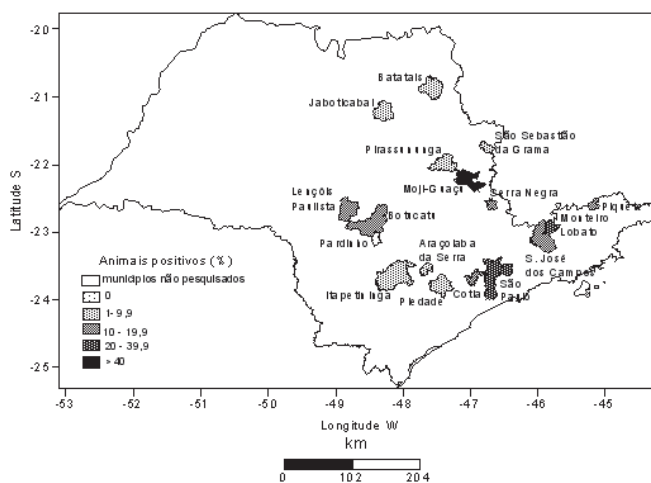 -20
-21
-22
-23
-24
-25
Latitude S
Batatais
Jaboticabal
São Sebastião
da Grama
Pirassununga
Moji-Guaçu
Serra Negra
Lençóis
Paulista
Botucatu
Piquete
Monteiro
Lobato
Pardinho
Araçoiaba
da Serra
S. José
dos Campos
Itapetininga
Piedade
Cotia
São
Paulo
Animais positivos (%)
municípios não pesquisados
0
1- 9,9
10 - 19,9
20 - 39,9
> 40
-53
-52
-51
-50
-49
-48
-47
-46
-45
Longitude W
km
0
102
204